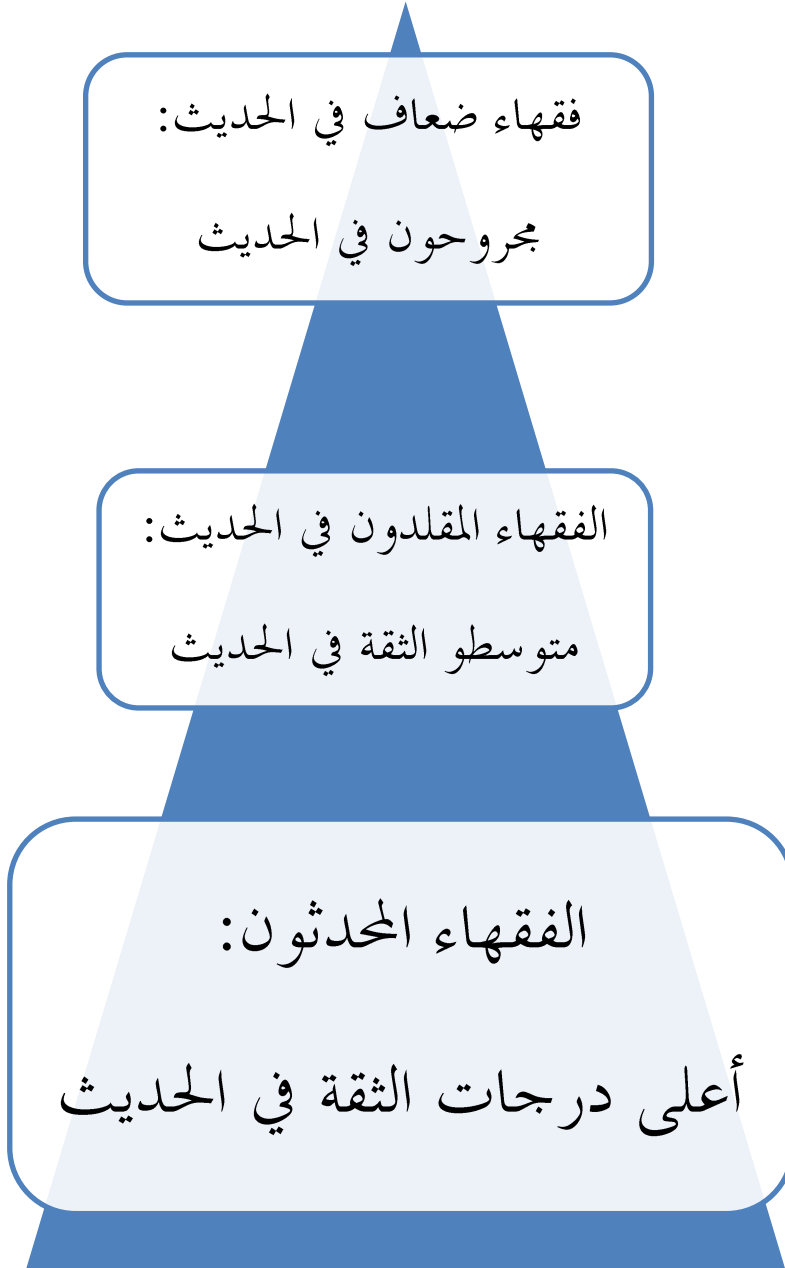 فقهاء ضعاف في الحديث:
مجروحون في الحديث
الفقهاء المقلدون في الحديث:
متوسطو الثقة في الحديث
الفقهاء المحدثون:
أعلى درجات الثقة في الحديث